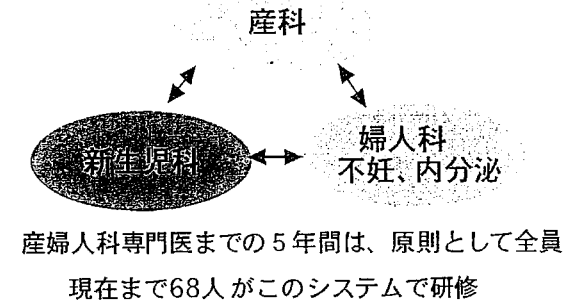 産科
新生児科
婦人科
不妊、内分泌
産婦人科専門医までの5年間は、原則として全員
現在まで68人がこのシステムで研修